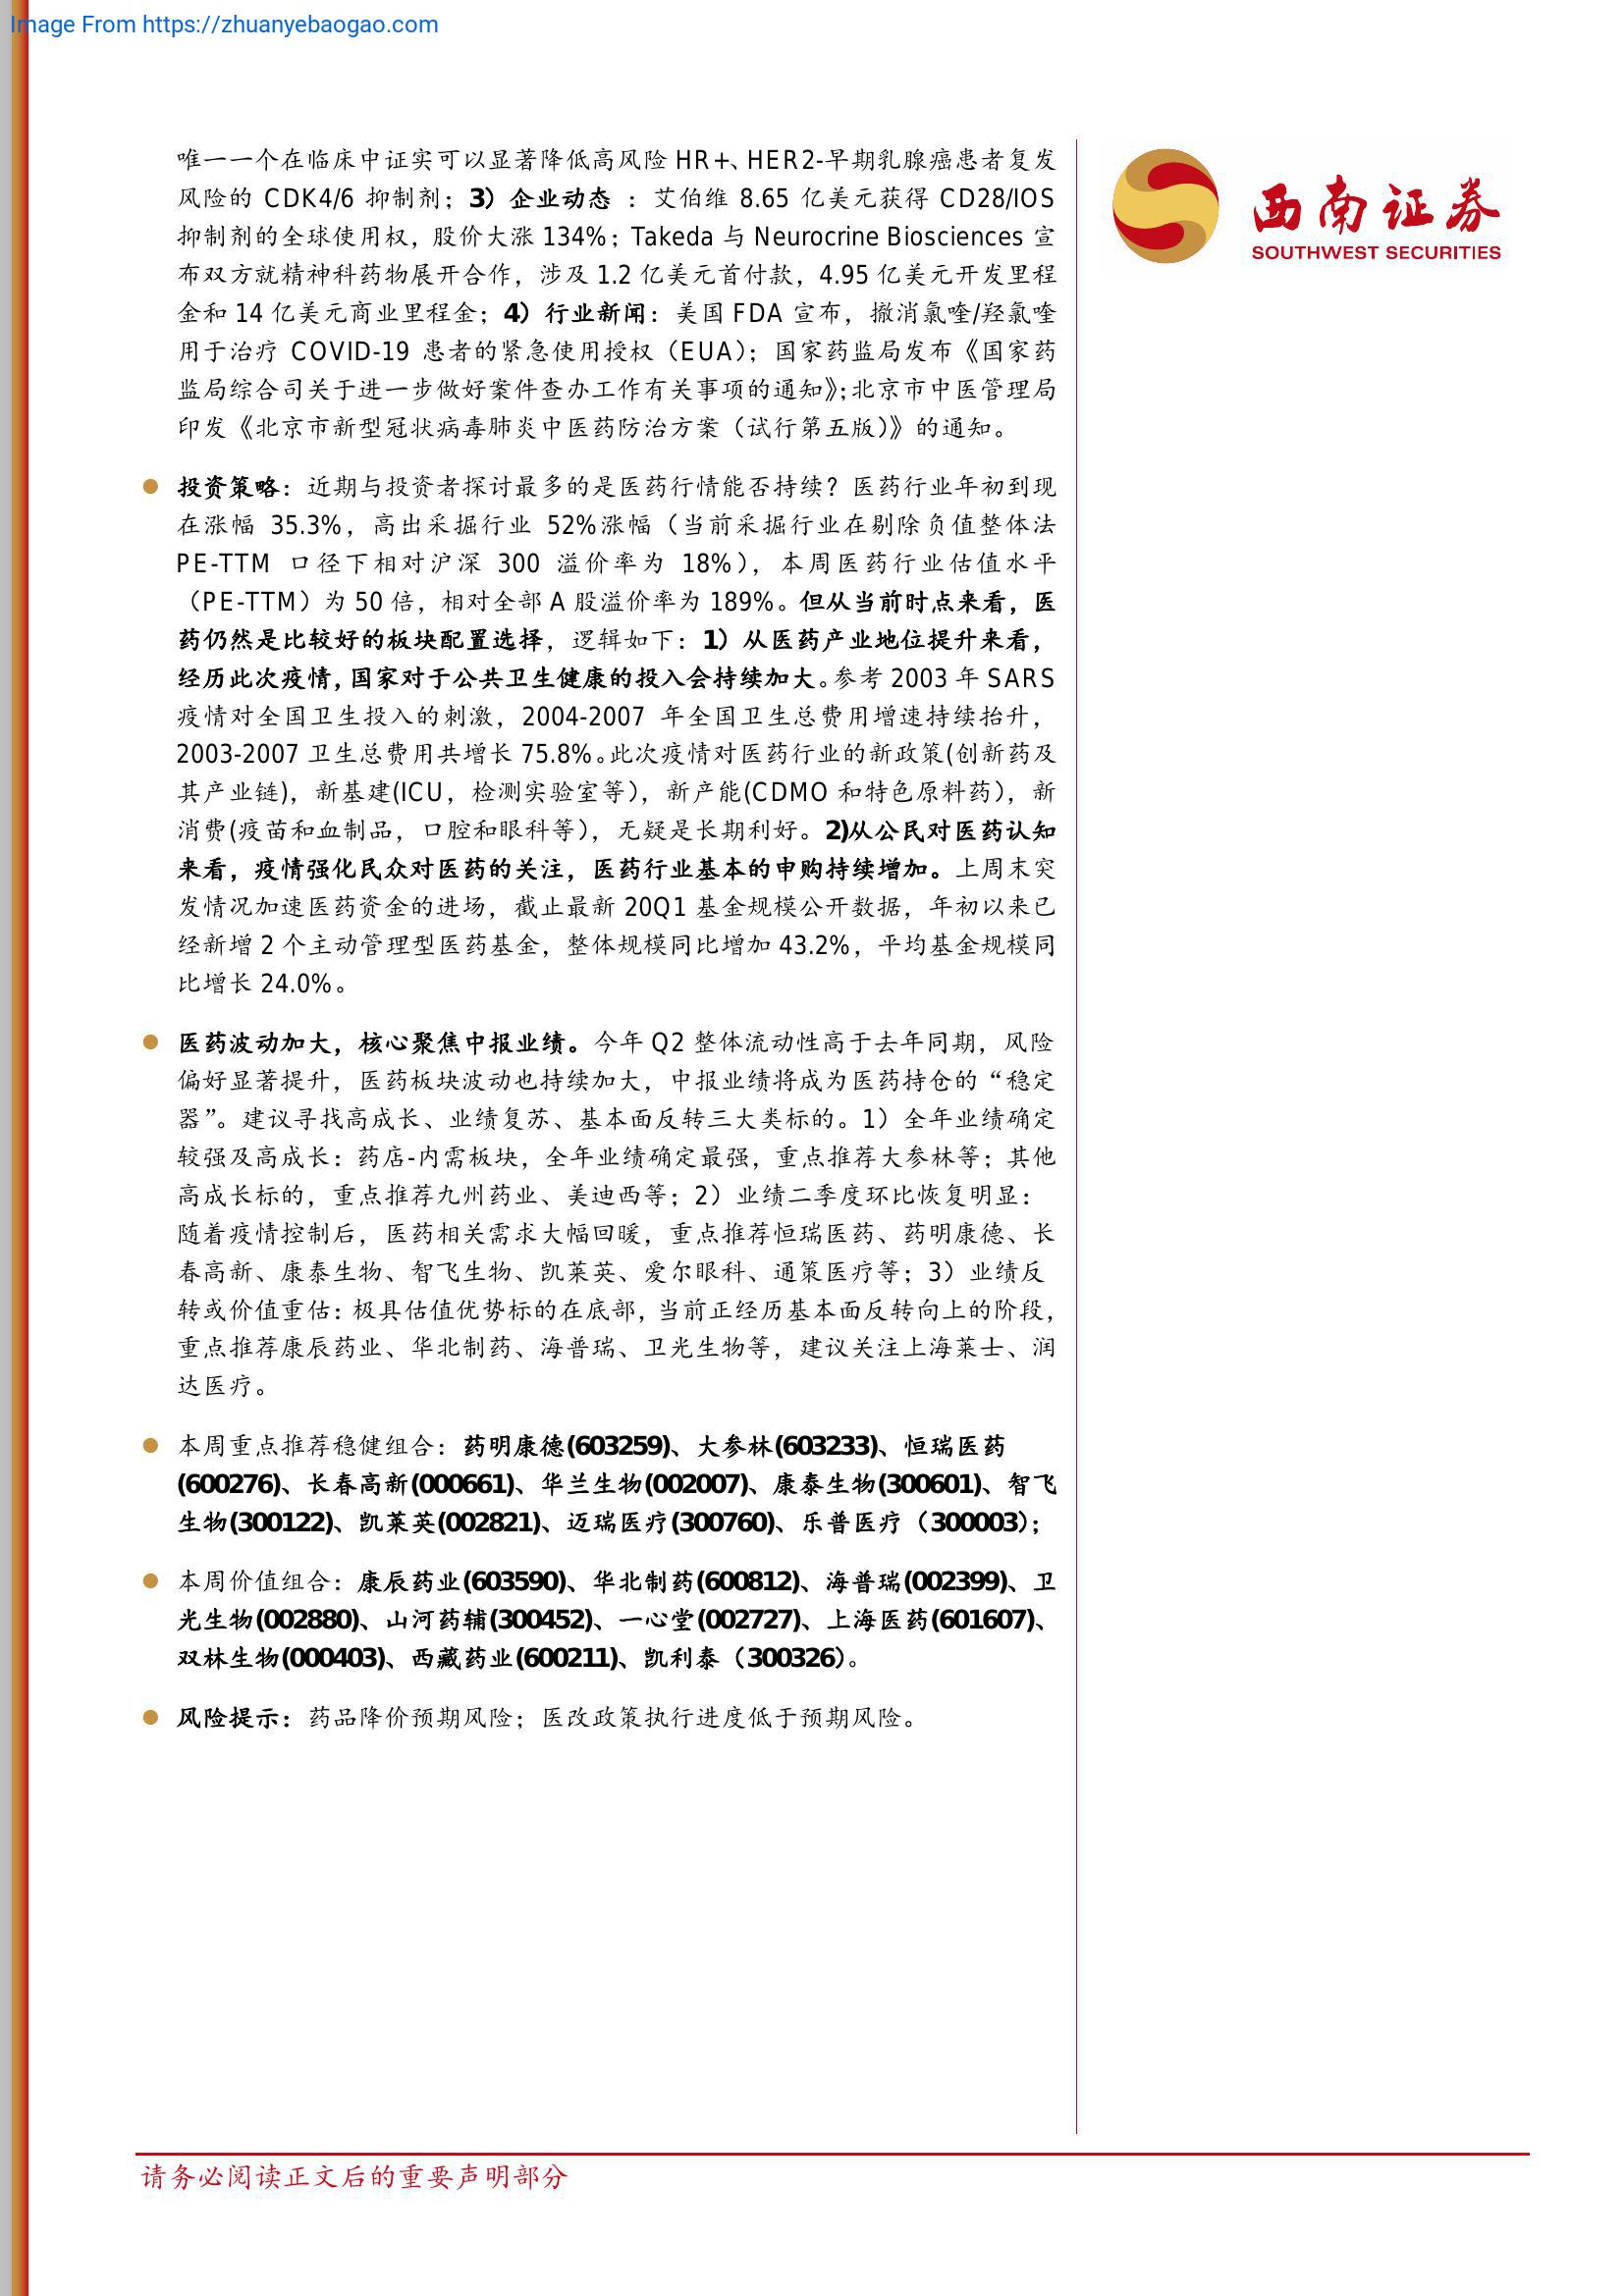 Image From https://zhuanyebaogao.com
唯一一个在临床中证实可以显著降低高风险 HR+、HER2-早期乳腺癌患者复发
风险的 CDK4/6 抑制剂；3）企业动态 ：艾伯维 8.65 亿美元获得 CD28/IOS
抑制剂的全球使用权，股价大涨 134%；Takeda 与 Neurocrine Biosciences 宣
布双方就精神科药物展开合作，涉及 1.2 亿美元首付款，4.95 亿美元开发里程
金和 14 亿美元商业里程金；4）行业新闻：美国 FDA 宣布，撤消氯喹/羟氯喹
用于治疗 COVID-19 患者的紧急使用授权（EUA）；国家药监局发布《国家药
监局综合司关于进一步做好案件查办工作有关事项的通知》；北京市中医管理局
印发《北京市新型冠状病毒肺炎中医药防治方案（试行第五版）》的通知。
投资策略：近期与投资者探讨最多的是医药行情能否持续？医药行业年初到现
在涨幅 35.3%，高出采掘行业 52%涨幅（当前采掘行业在剔除负值整体法
PE-TTM 口径下相对沪深 300 溢价率为 18%），本周医药行业估值水平
（PE-TTM）为 50 倍，相对全部 A 股溢价率为 189%。但从当前时点来看，医
药仍然是比较好的板块配置选择，逻辑如下：1）从医药产业地位提升来看，
经历此次疫情，国家对于公共卫生健康的投入会持续加大。参考 2003 年 SARS
疫情对全国卫生投入的刺激，2004-2007 年全国卫生总费用增速持续抬升，
2003-2007 卫生总费用共增长 75.8%。此次疫情对医药行业的新政策(创新药及
其产业链)，新基建(ICU，检测实验室等)，新产能(CDMO 和特色原料药)，新
消费(疫苗和血制品，口腔和眼科等)，无疑是长期利好。2)从公民对医药认知
来看，疫情强化民众对医药的关注，医药行业基本的申购持续增加。上周末突
发情况加速医药资金的进场，截止最新 20Q1 基金规模公开数据，年初以来已
经新增 2 个主动管理型医药基金，整体规模同比增加 43.2%，平均基金规模同
比增长 24.0%。
医药波动加大，核心聚焦中报业绩。今年 Q2 整体流动性高于去年同期，风险
偏好显著提升，医药板块波动也持续加大，中报业绩将成为医药持仓的“稳定
器”。建议寻找高成长、业绩复苏、基本面反转三大类标的。1）全年业绩确定
较强及高成长：药店-内需板块，全年业绩确定最强，重点推荐大参林等；其他
高成长标的，重点推荐九州药业、美迪西等；2）业绩二季度环比恢复明显：
随着疫情控制后，医药相关需求大幅回暖，重点推荐恒瑞医药、药明康德、长
春高新、康泰生物、智飞生物、凯莱英、爱尔眼科、通策医疗等；3）业绩反
转或价值重估：极具估值优势标的在底部，当前正经历基本面反转向上的阶段，
重点推荐康辰药业、华北制药、海普瑞、卫光生物等，建议关注上海莱士、润
达医疗。
本周重点推荐稳健组合：药明康德(603259)、大参林(603233)、恒瑞医药
(600276)、长春高新(000661)、华兰生物(002007)、康泰生物(300601)、智飞
生物(300122)、凯莱英(002821)、迈瑞医疗(300760)、乐普医疗（300003）；
本周价值组合：康辰药业(603590)、华北制药(600812)、海普瑞(002399)、卫
光生物(002880)、山河药辅(300452)、一心堂(002727)、上海医药(601607)、
双林生物(000403)、西藏药业(600211)、凯利泰（300326）。
风险提示：药品降价预期风险；医改政策执行进度低于预期风险。
西南证券
SOUTHWEST SECURITIES
请务必阅读正文后的重要声明部分